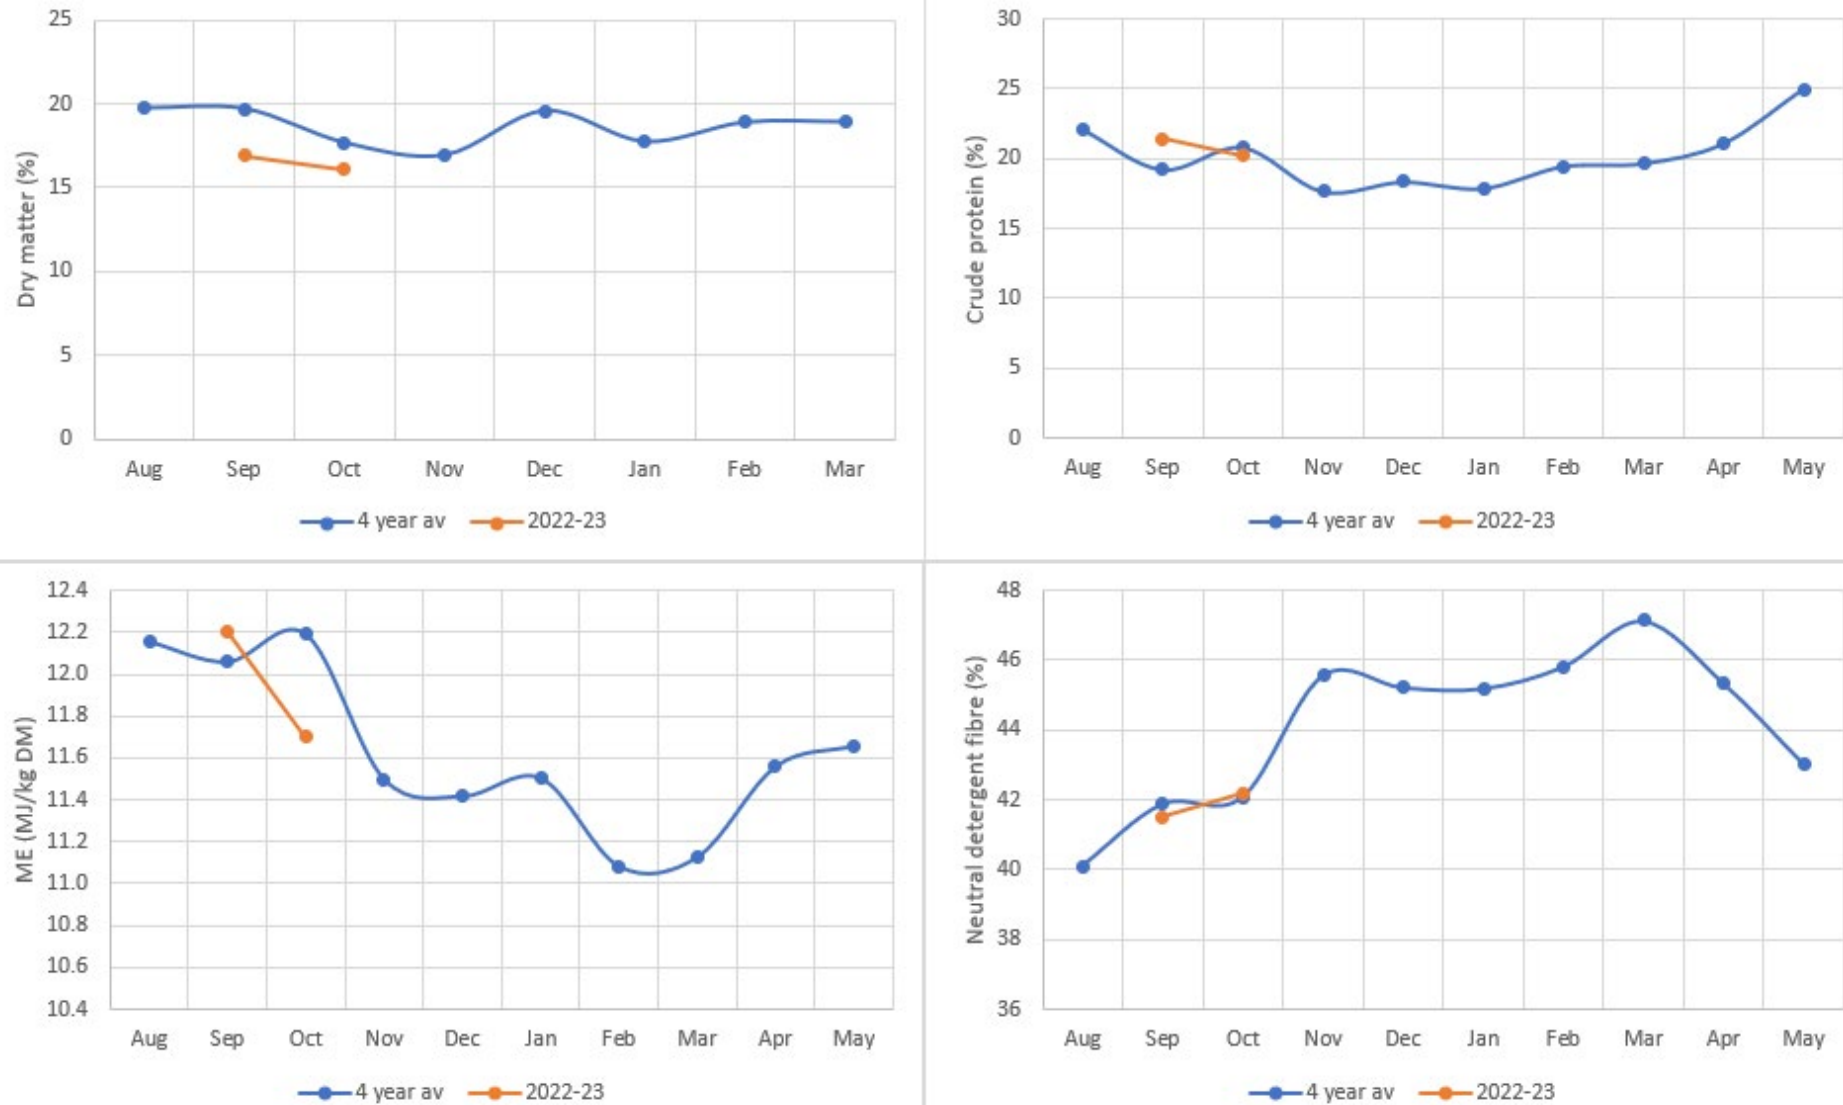 25
20
15
10
5
0
Dry matter (%)
Aug Sep Oct Nov Dec Jan Feb Mar
4 year av 2022-23
30
25
20
15
10
5
0
Crude protein (%)
Aug Sep Oct Nov Dec Jan Feb Mar Apr May
4 year av 2022-23
12.4
12.2
12.0
11.8
11.6
11.4
11.2
11.0
10.8
10.6
10.4
ME (MJ/kg DM)
Aug Sep Oct Nov Dec Jan Feb Mar Apr May
4 year av 2022-23
48
46
44
42
40
38
36
Neutral detergent fibre (%)
Aug Sep Oct Nov Dec Jan Feb Mar Apr May
4 year av 2022-23